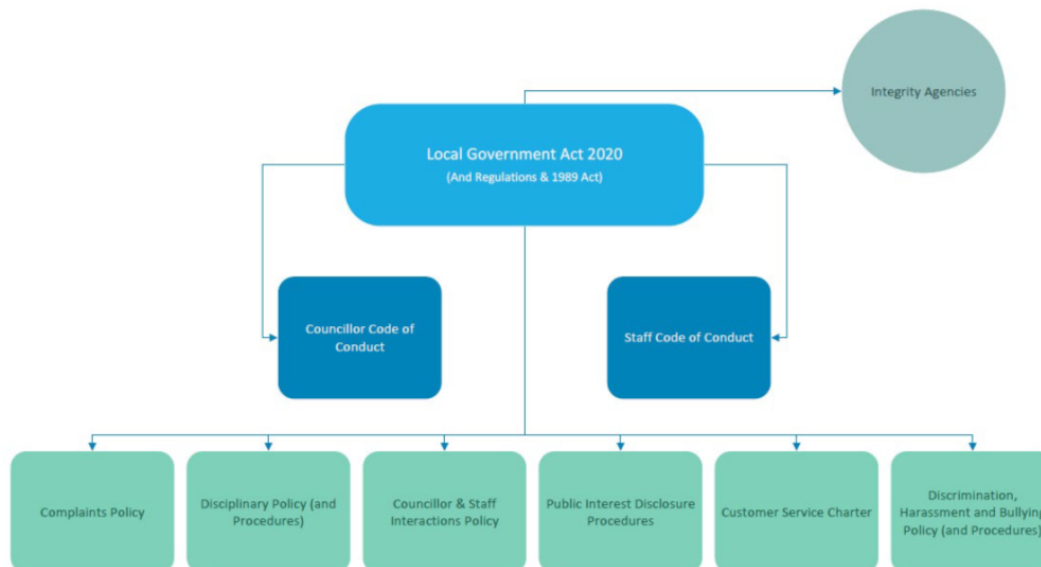 Integrity Agencies
Local Government Act 2020
(And Regulations & 1989 Act)
Councillor Code of
Conduct
Staff Code of Conduct
Complaints Policy
Disciplinary Policy (and
Procedures)
Councillor & Staff
Interactions Policy
Public Interest Disclosure
Procedures
Customer Service Charter
Discrimination,
Harassment and Bullying
Policy (and Procedures)